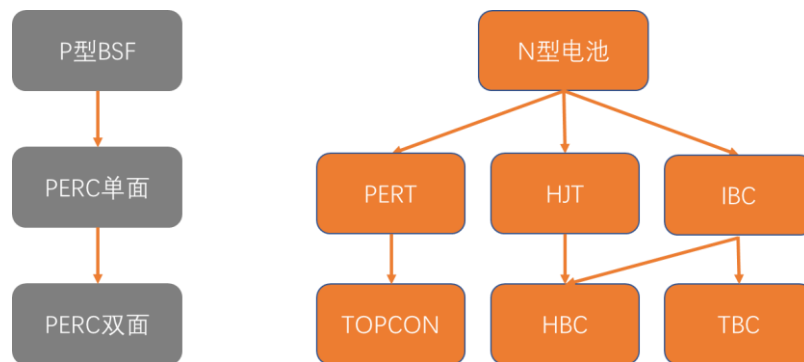 P型BSF
N型电池
PERC单面
PERT
HJT
IBC
PERC双面
TOPCON
HBC
TBC